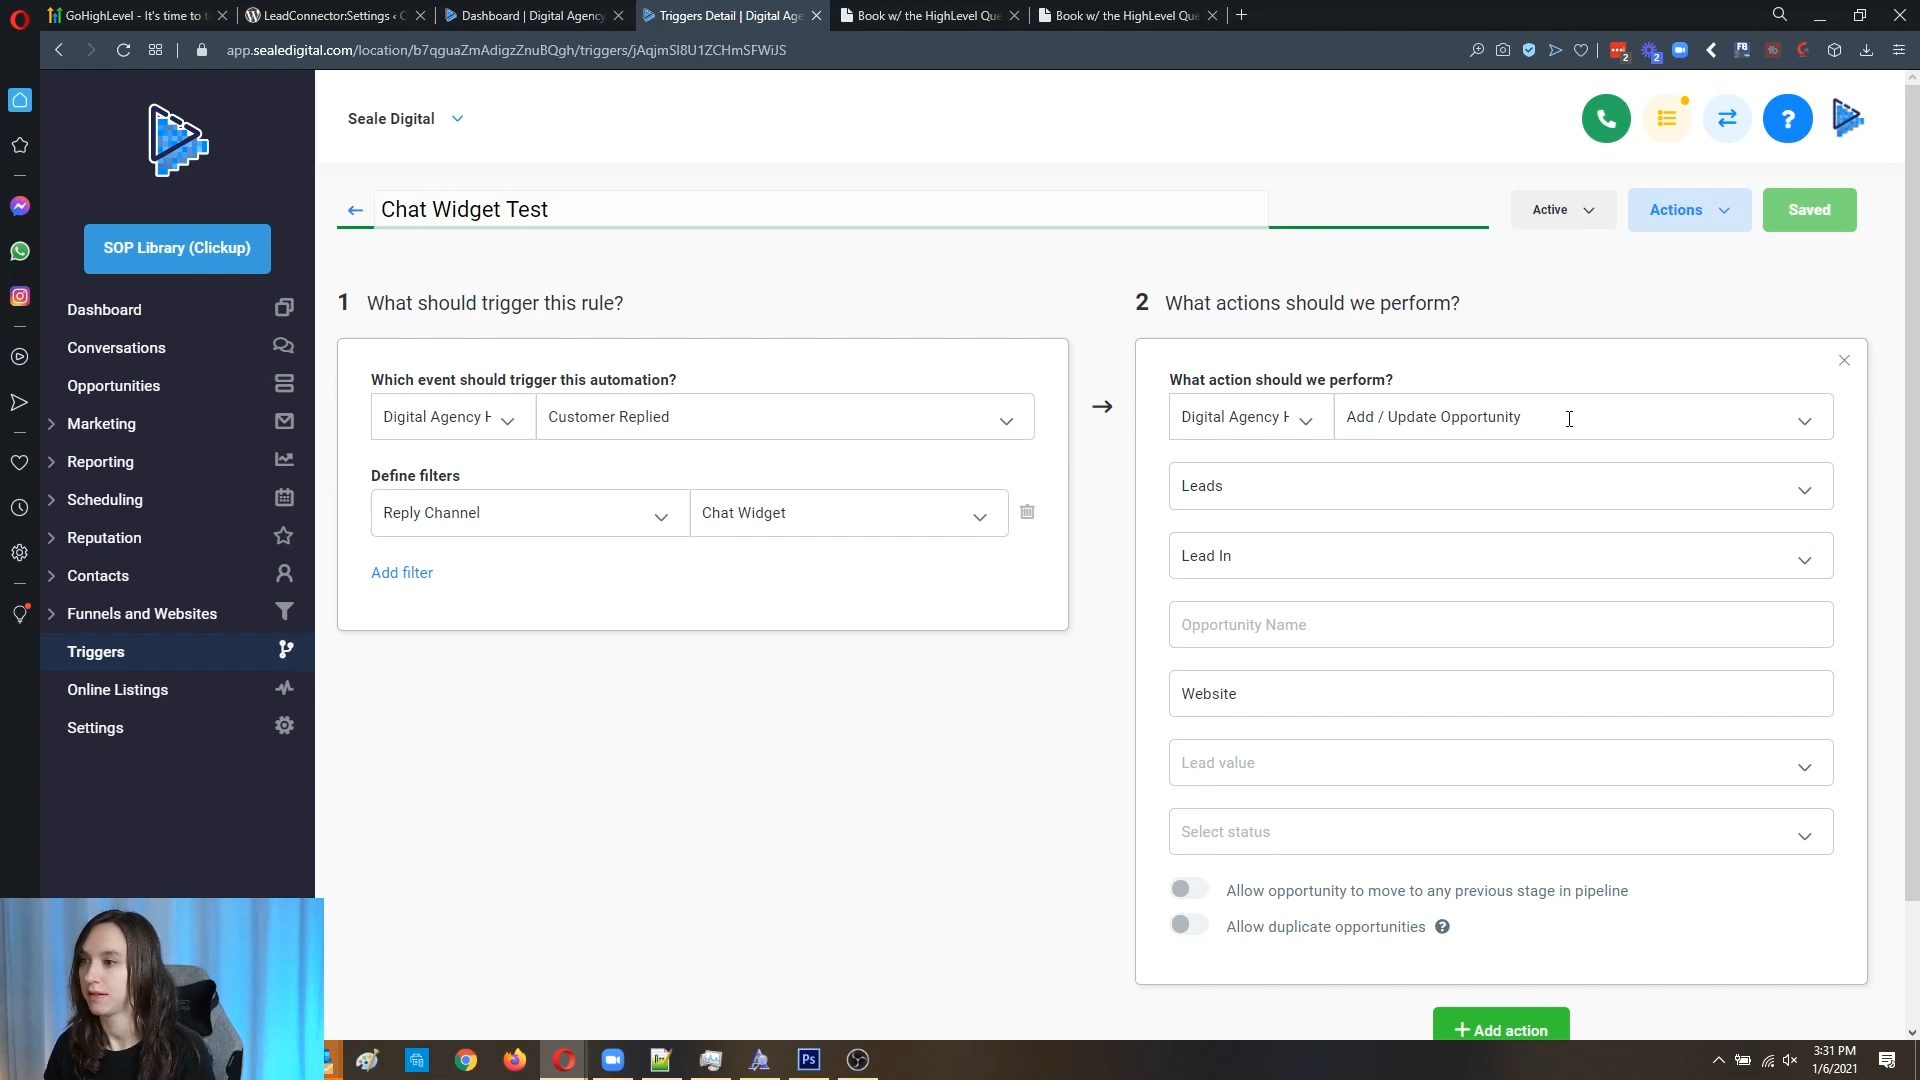 GoHighLevel - It's time to t
LeadConnector:Settings ‹ C
Dashboard | Digital Agency
Triggers Detail | Digital Age
Book w/ the HighLevel Que
Book w/ the HighLevel Que
app.sealedigital.com/location/b7qguaZmAdigzZnuBQgh/triggers/jAqjmSl8U1ZCHmSFWiJS
2
2
FB
tb
Seale Digital
?
Chat Widget Test
Active
Actions
Saved
SOP Library (Clickup)
Dashboard
Conversations
Opportunities
Marketing
Reporting
Scheduling
Reputation
Contacts
Funnels and Websites
Triggers
Online Listings
Settings
1 What should trigger this rule?
Which event should trigger this automation?
Digital Agency H
Customer Replied
Define filters
Reply Channel
Chat Widget
Add filter
2 What actions should we perform?
What action should we perform?
Digital Agency H
Add / Update Opportunity
Leads
Lead In
Opportunity Name
Website
Lead value
Select status
Allow opportunity to move to any previous stage in pipeline
Allow duplicate opportunities ?
+ Add action
Ps
3:31 PM
1/6/2021